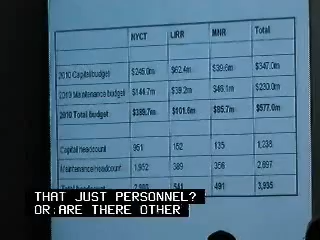 NYCT LIRR MNR Total
2010 Capital budget $245.0m $62.4m $39.6m $347.0m
2010 Maintenance budget $144.7m $39.2m $46.1m $230.0m
2010 Total budget $389.7m $101.6m $85.7m $577.0m
Capital headcount 951 152 135 1,238
Maintenance headcount 1,952 389 356 2,697
Total headcount 541 491 3,935
THAT JUST PERSONNEL?
OR ARE THERE OTHER